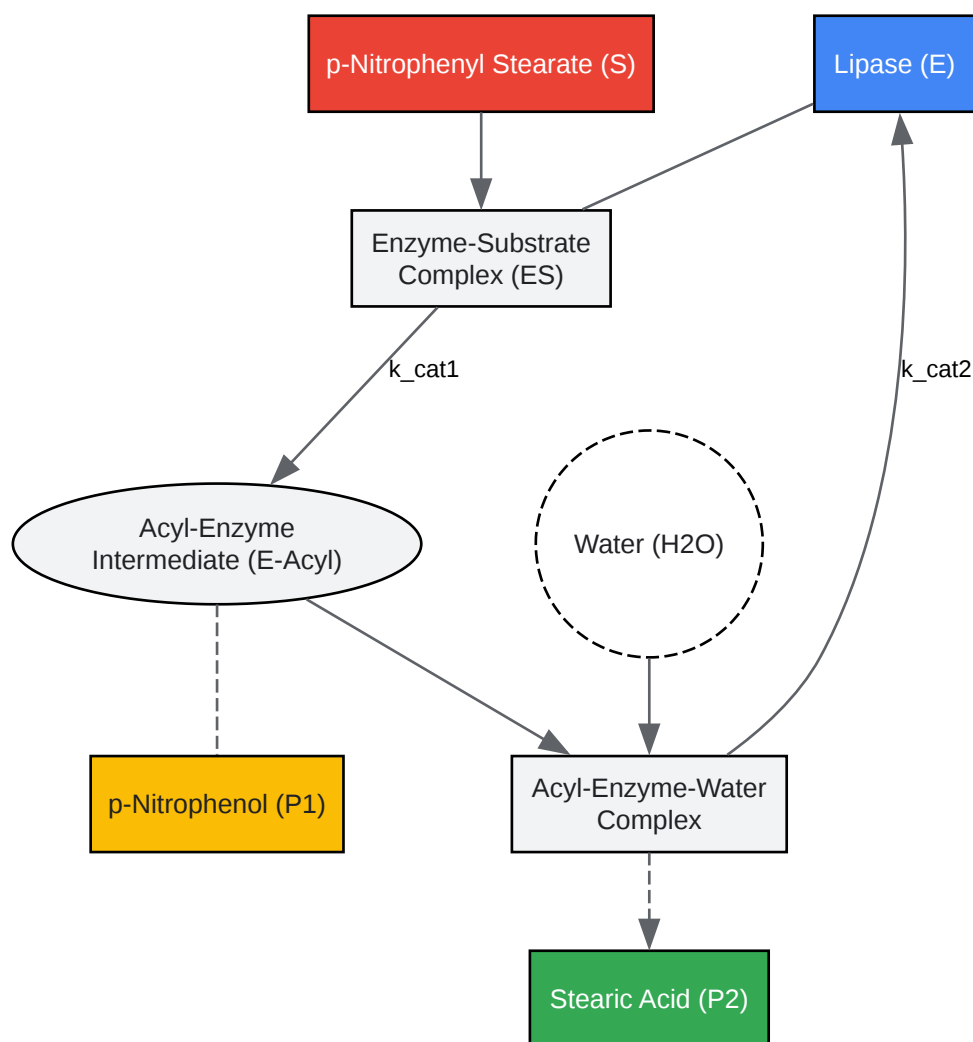 p-Nitrophenyl Stearate (S)
Lipase (E)
Enzyme-Substrate
Complex (ES)
k_cat1
k_cat2
Acyl-Enzyme
Intermediate (E-Acyl)
Water (H2O)
p-Nitrophenol (P1)
Acyl-Enzyme-Water
Complex
Stearic Acid (P2)